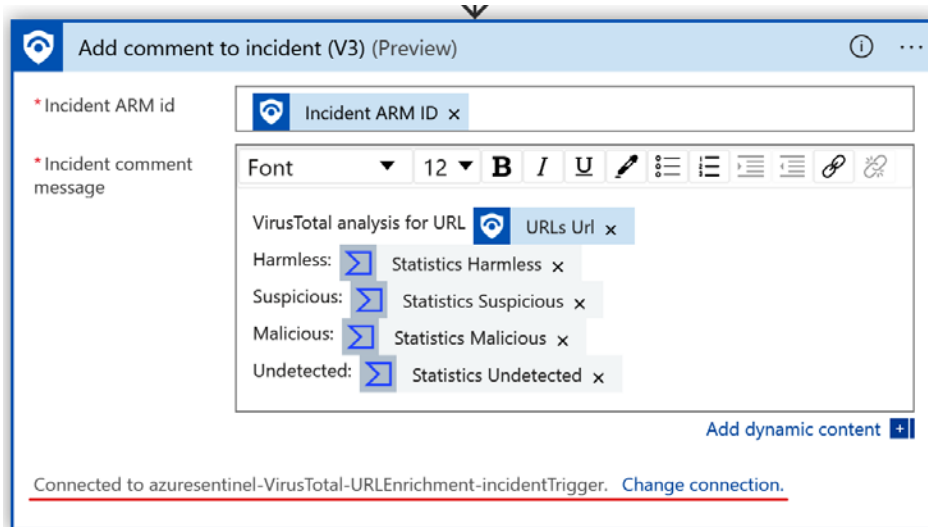 Add comment to incident (V3) (Preview)
* Incident ARM id
Incident ARM ID ×
* Incident comment
message
Font 12 B I U
VirusTotal analysis for URL URLs Url ×
Harmless: Statistics Harmless ×
Suspicious: Statistics Suspicious ×
Malicious: Statistics Malicious ×
Undetected: Statistics Undetected ×
Add dynamic content
Connected to azuresentinel-VirusTotal-URLEnrichment-incidentTrigger. Change connection.